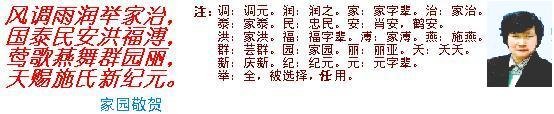 风调雨润举家治，
国泰民安洪福溥，
莺歌燕舞群园丽，
天赐施氏新纪元。
家园敬贺
注：调：调元。润：润之。家：家字辈。治：家治。
泰：家泰。民：忠民。安：肖安，鹤安。
洪：家洪。福：福字辈。溥：家溥。燕：施燕。
群：芸群。园：家园。丽：丽亚。天：天天。
新：庆新。纪：纪元。元：元字辈。
举：全，被选择，任用。